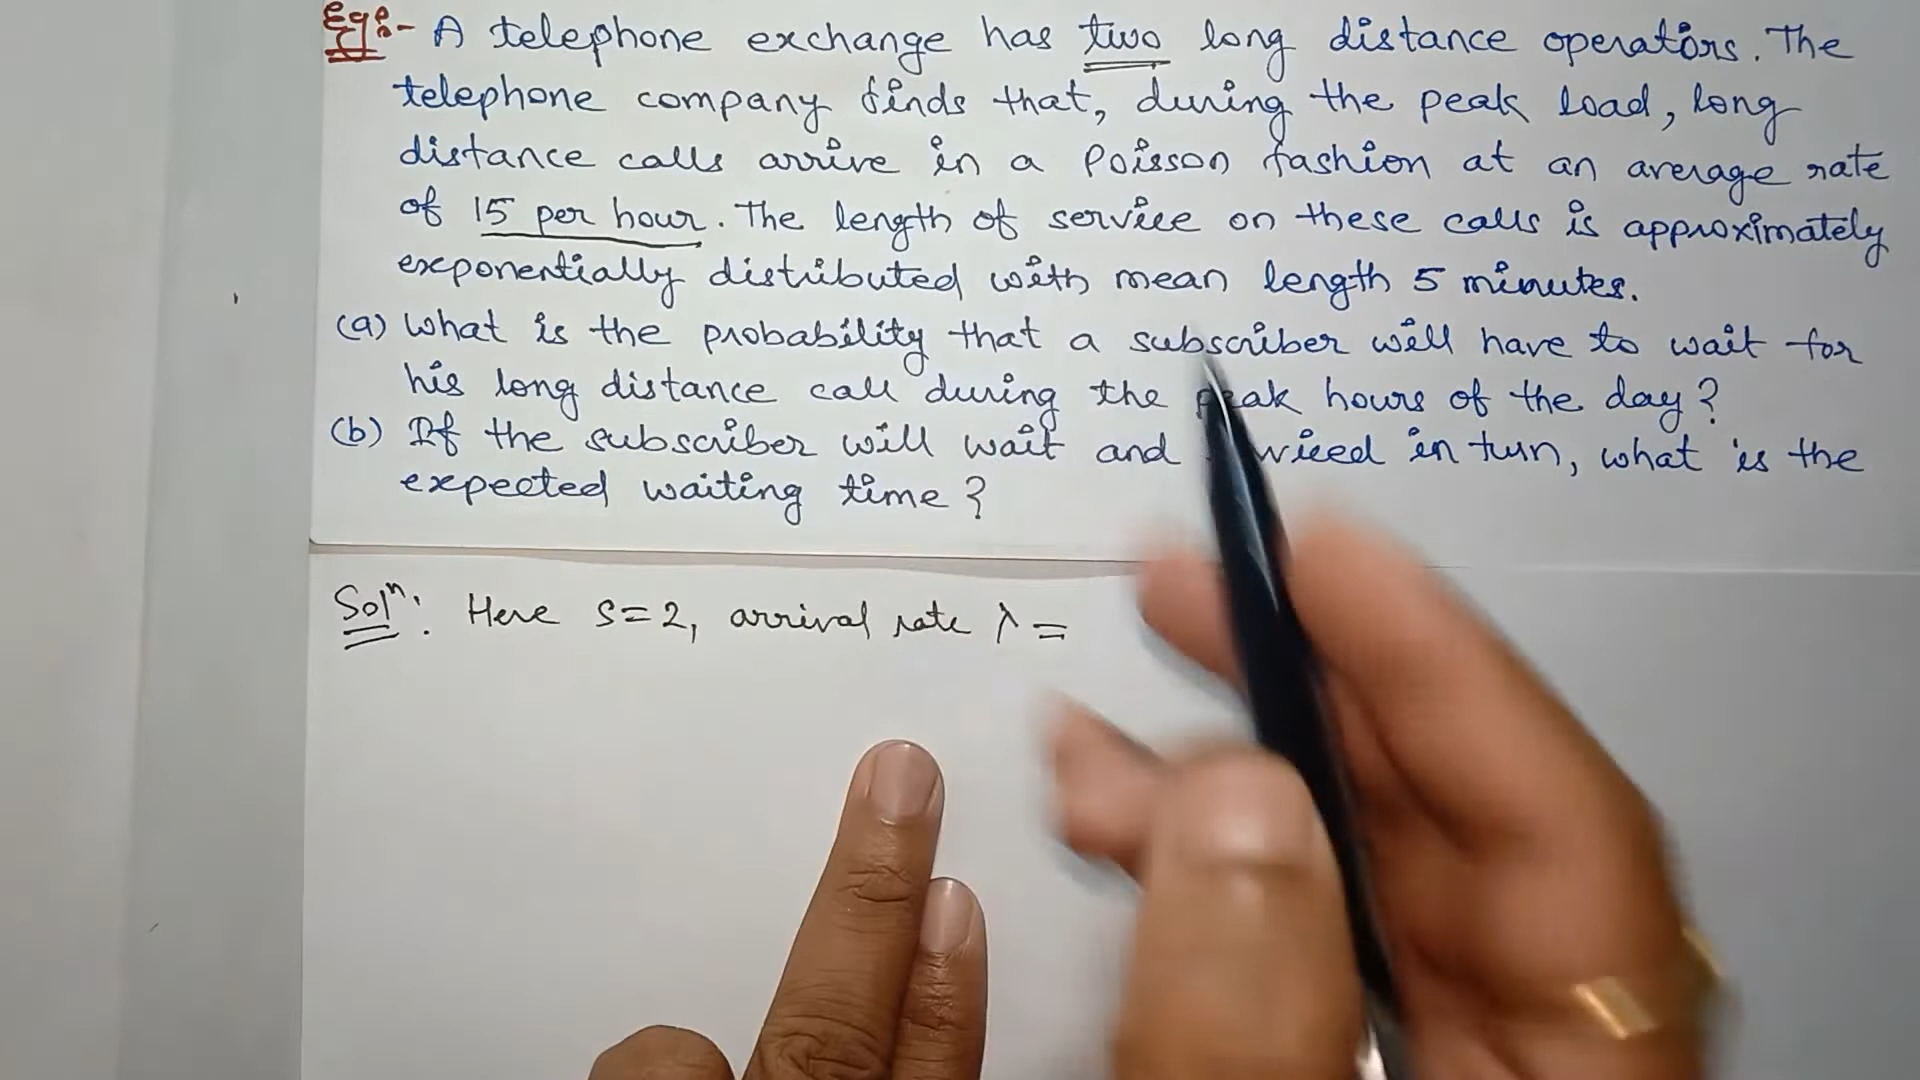 Eg:- A telephone exchange has two long distance operators. The
telephone company finds that, during the peak load, long
distance calls arrive in a Poisson fashion at an average rate
of 15 per hour. The length of service on these calls is approximately
exponentially distributed with mean length 5 minutes.
(a) What is the probability that a subscriber will have to wait for
his long distance call during the peak hours of the day?
(b) If the subscriber will wait and in turn, what is the
expected waiting time?
Solⁿ: Here S=2, arrival rate λ =